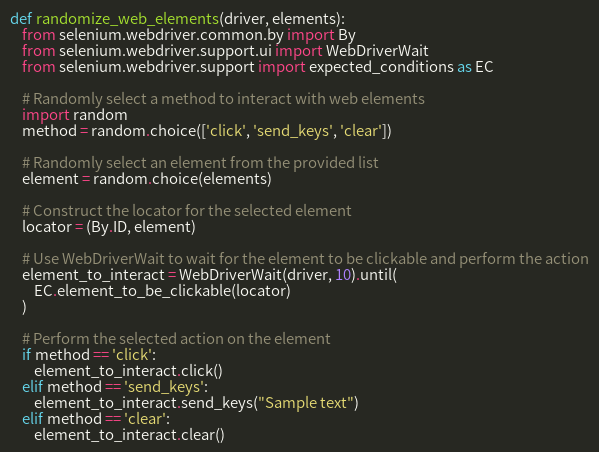 def randomize_web_elements(driver, elements):
    from selenium.webdriver.common.by import By
    from selenium.webdriver.support.ui import WebDriverWait
    from selenium.webdriver.support import expected_conditions as EC

    # Randomly select a method to interact with web elements
    import random
    method = random.choice(['click', 'send_keys', 'clear'])

    # Randomly select an element from the provided list
    element = random.choice(elements)

    # Construct the locator for the selected element
    locator = (By.ID, element)

    # Use WebDriverWait to wait for the element to be clickable and perform the action
    element_to_interact = WebDriverWait(driver, 10).until(
        EC.element_to_be_clickable(locator)
    )

    # Perform the selected action on the element
    if method == 'click':
        element_to_interact.click()
    elif method == 'send_keys':
        element_to_interact.send_keys("Sample text")
    elif method == 'clear':
        element_to_interact.clear()